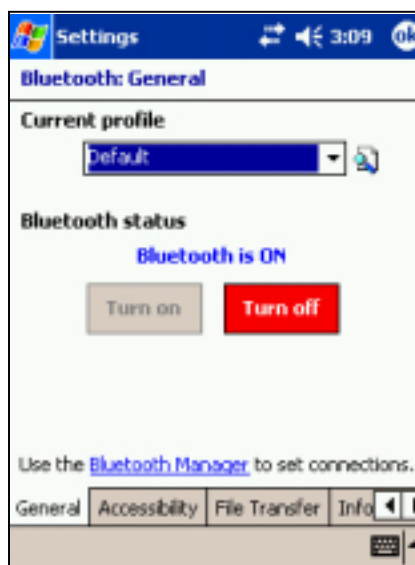 Settings 3:09 ok
Bluetooth: General
Current profile
Default
Bluetooth status
Bluetooth is ON
Turn on Turn off
Use the Bluetooth Manager to set connections.
General Accessibility File Transfer Info